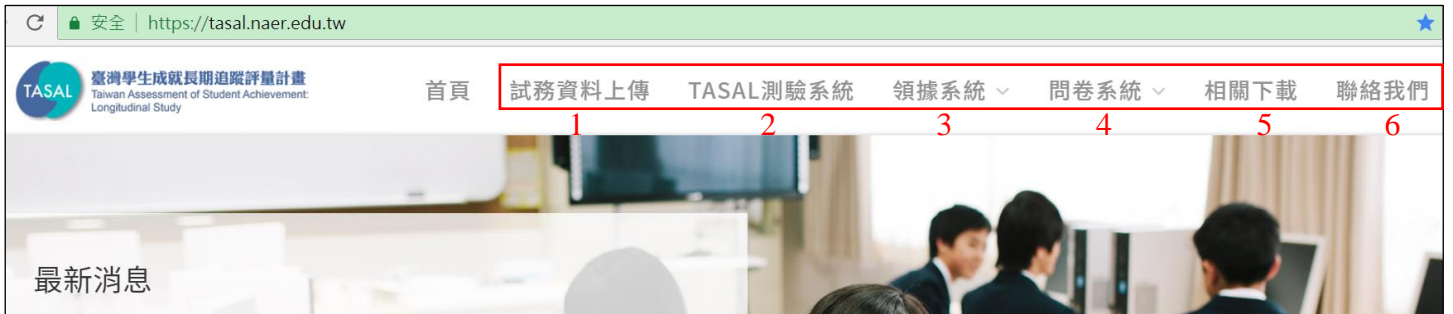 安全 | https://tasal.naer.edu.tw
TASAL
臺灣學生成就長期追蹤評量計畫
Taiwan Assessment of Student Achievement:
Longitudinal Study
首頁 試務資料上傳 TASAL測驗系統 領據系統 問卷系統 相關下載 聯絡我們
1 2 3 4 5 6
最新消息